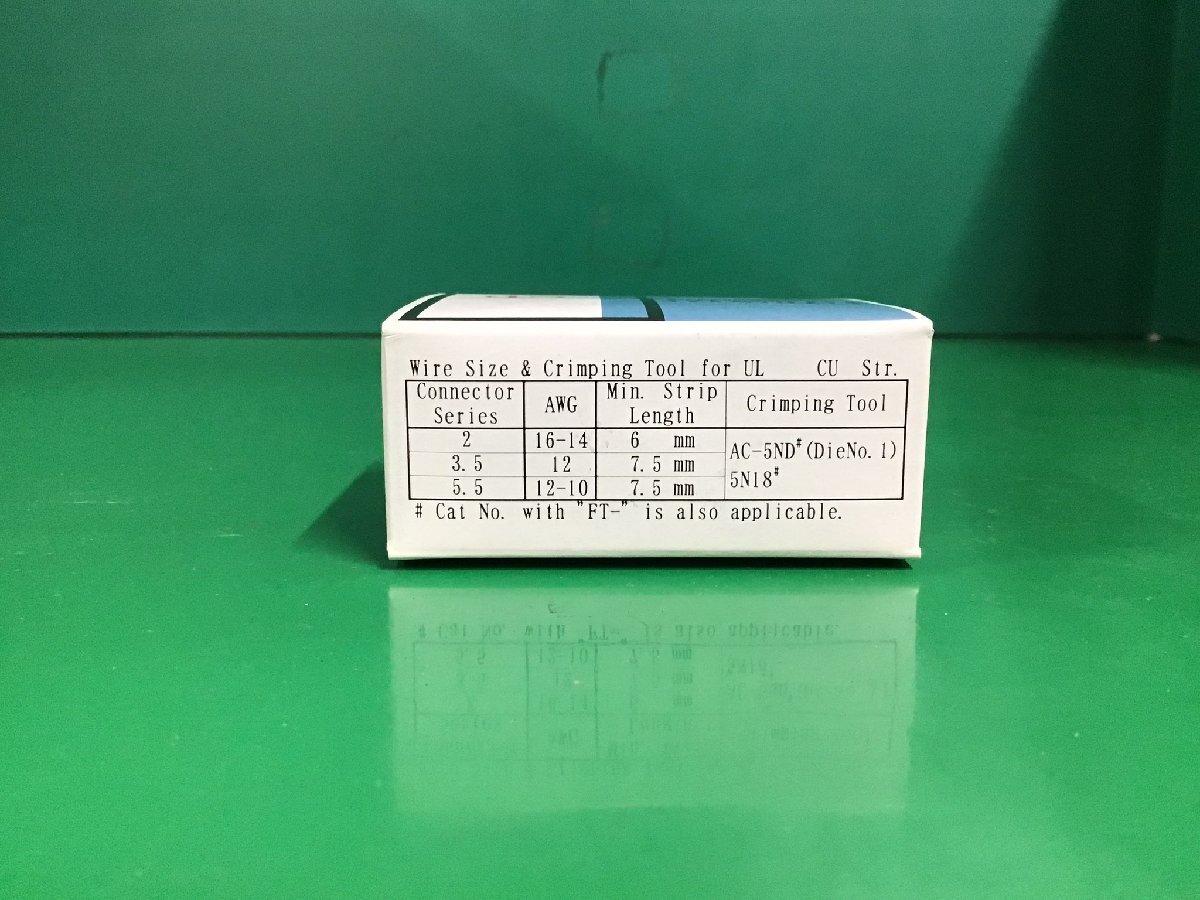 Wire Size & Crimping Tool for UL CU Str.
Connector Series AWG Min. Strip Length Crimping Tool
2 16-14 6 mm AC-5ND# (DieNo. 1)
3.5 12 7.5 mm 5N18#
5.5 12-10 7.5 mm
# Cat No. with "FT-" is also applicable.